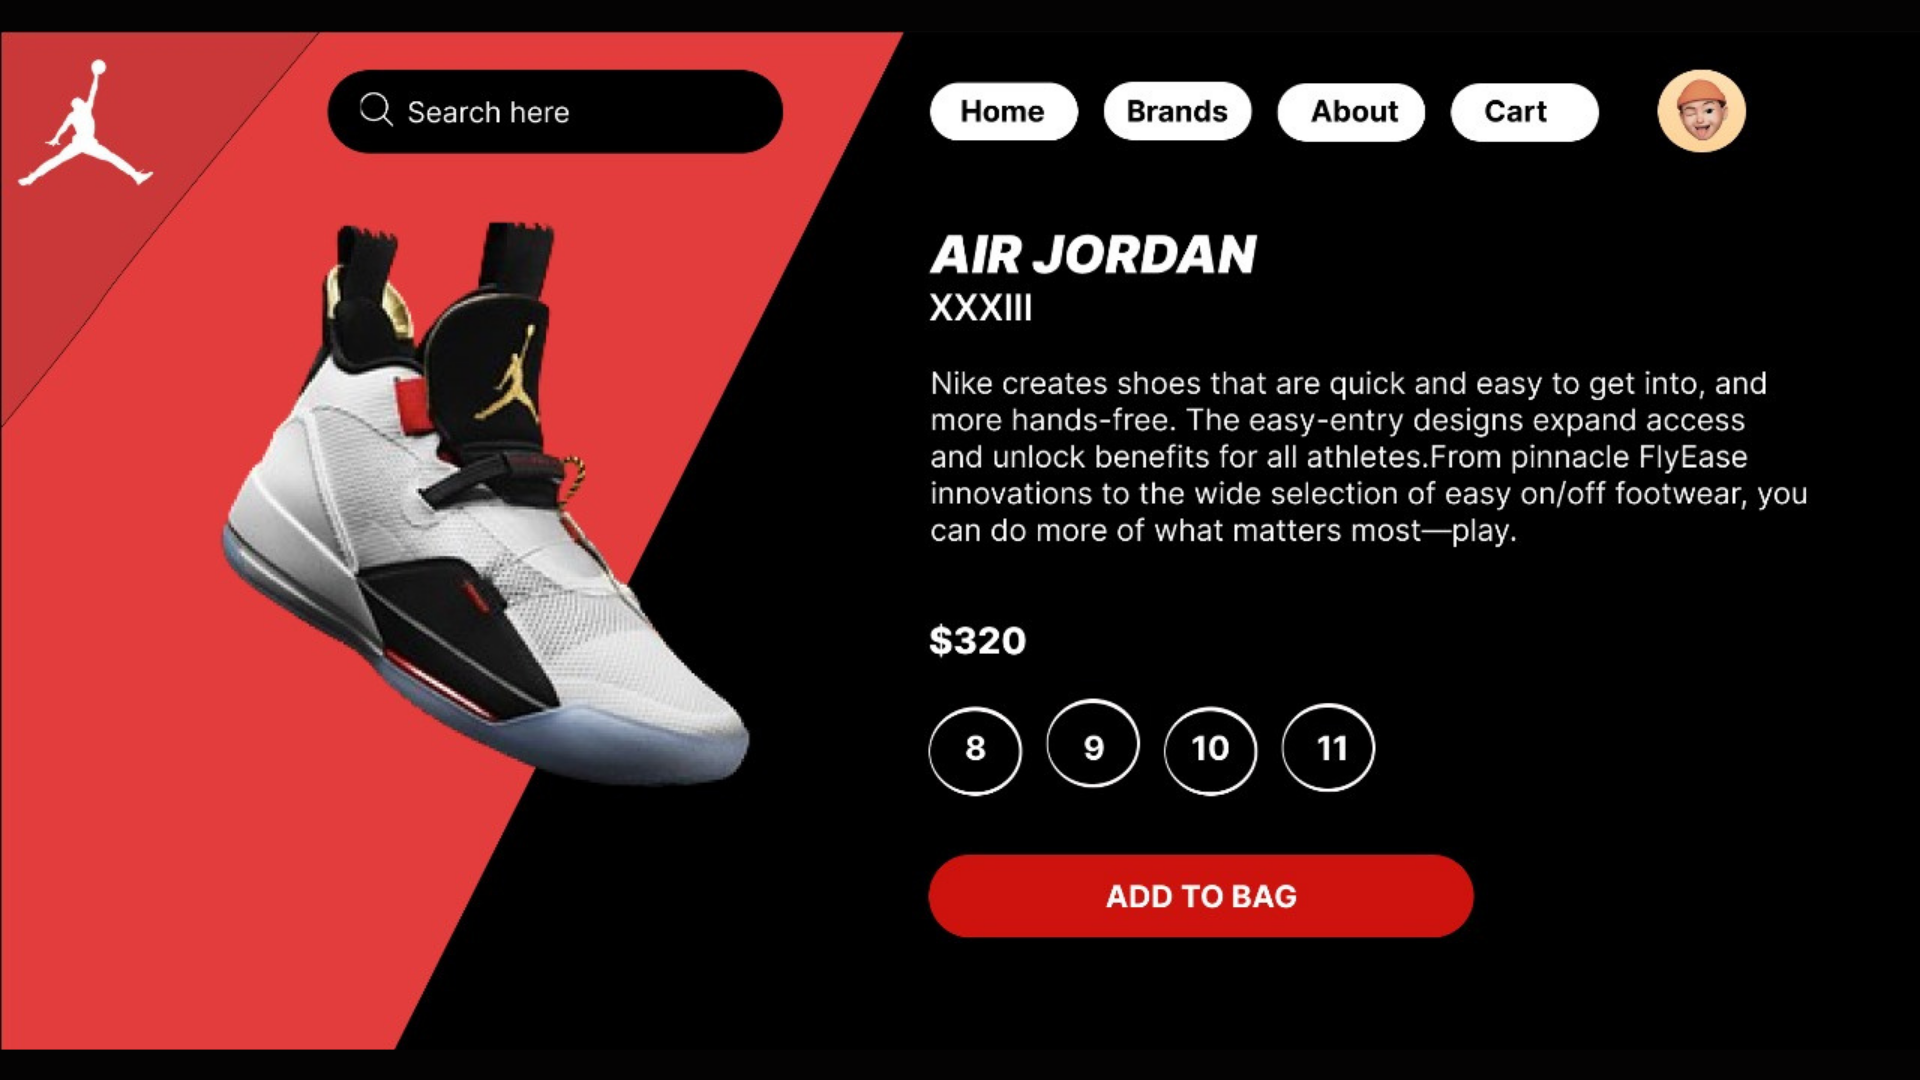 Search here
Home
Brands
About
Cart
AIR JORDAN
XXXIII
Nike creates shoes that are quick and easy to get into, and
more hands-free. The easy-entry designs expand access
and unlock benefits for all athletes.From pinnacle FlyEase
innovations to the wide selection of easy on/off footwear, you
can do more of what matters most—play.
$320
8
9
10
11
ADD TO BAG